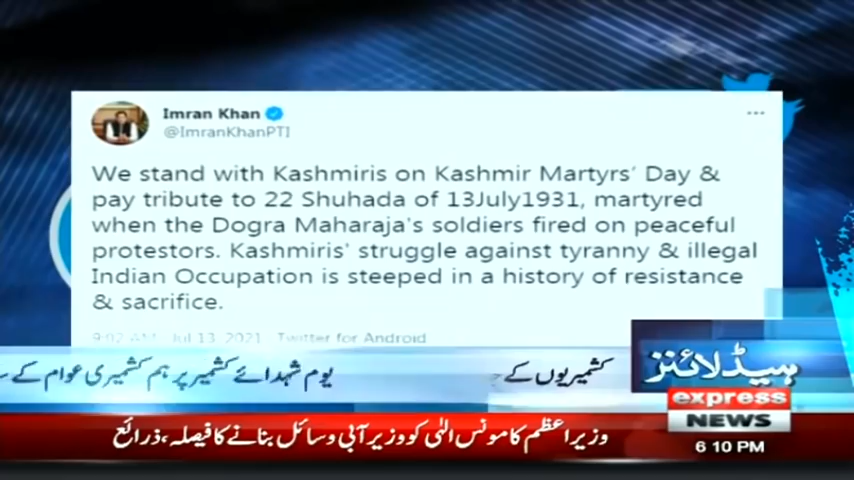 Imran Khan
@ImranKhanPTI
We stand with Kashmiris on Kashmir Martyrs' Day &
pay tribute to 22 Shuhada of 13July1931, martyred
when the Dogra Maharaja's soldiers fired on peaceful
protestors. Kashmiris' struggle against tyranny & illegal
Indian Occupation is steeped in a history of resistance
& sacrifice.
9:02 AM Jul 13, 2021 Twitter for Android
یوم شہدائے کشمیر پر ہم کشمیری عوام کے
کشمیریوں کے
ہیڈلائنز
express
NEWS
6:10 PM
وزیراعظم کا مونس الٰہی کو وزیر آبی وسائل بنانے کا فیصلہ، ذرائع